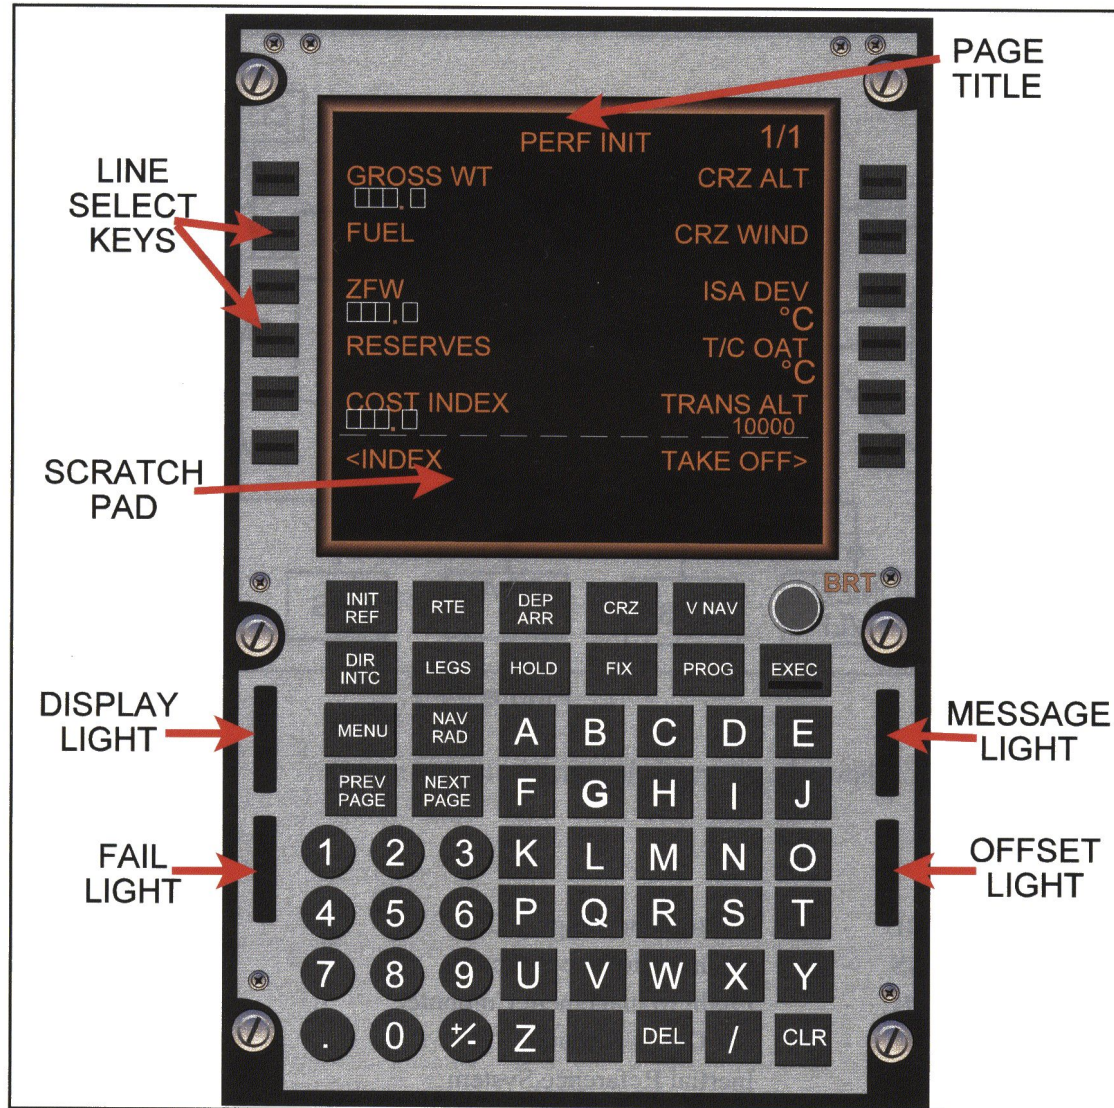 PAGE
TITLE
PERF INIT 1/1
LINE
SELECT
KEYS
GROSS WT CRZ ALT
FUEL CRZ WIND
ZFW ISA DEV
°C
RESERVES T/C OAT
°C
COST INDEX TRANS ALT
10000
<INDEX TAKE OFF>
SCRATCH
PAD
BRT
INIT
REF
RTE
DEP
ARR
CRZ
V NAV
DIR
INTC
LEGS
HOLD
FIX
PROG
EXEC
DISPLAY
LIGHT
MESSAGE
LIGHT
MENU
NAV
RAD
A B C D E
PREV
PAGE
NEXT
PAGE
F G H I J
FAIL
LIGHT
OFFSET
LIGHT
1 2 3 K L M N O
4 5 6 P Q R S T
7 8 9 U V W X Y
. 0 +/- Z DEL / CLR